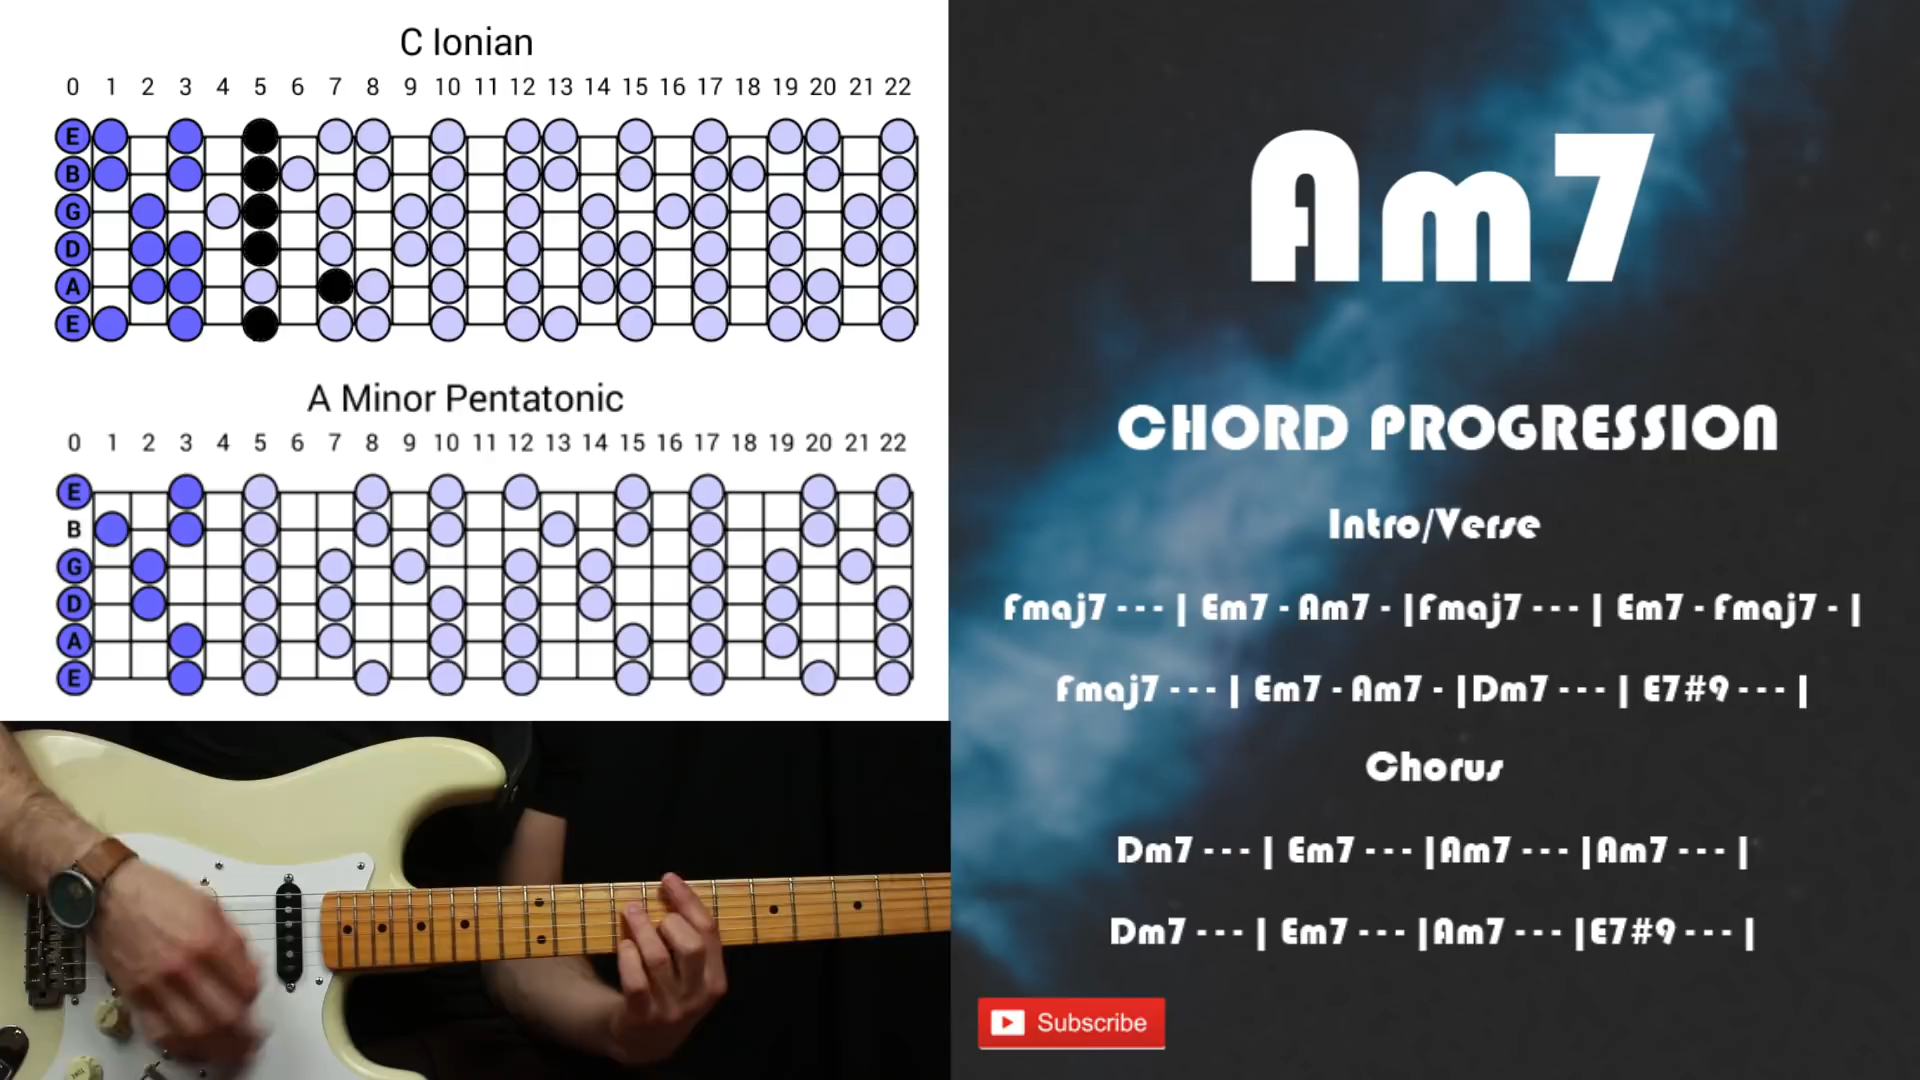 C Ionian
0 1 2 3 4 5 6 7 8 9 10 11 12 13 14 15 16 17 18 19 20 21 22
E
B
G
D
A
E
A Minor Pentatonic
0 1 2 3 4 5 6 7 8 9 10 11 12 13 14 15 16 17 18 19 20 21 22
E
B
G
D
A
E
Am7
CHORD PROGRESSION
Intro/Verse
Fmaj7 - - - | Em7 - Am7 - |Fmaj7 - - - | Em7 - Fmaj7 - |
Fmaj7 - - - | Em7 - Am7 - |Dm7 - - - | E7#9 - - - |
Chorus
Dm7 - - - | Em7 - - - |Am7 - - - |Am7 - - - |
Dm7 - - - | Em7 - - - |Am7 - - - |E7#9 - - - |
Subscribe